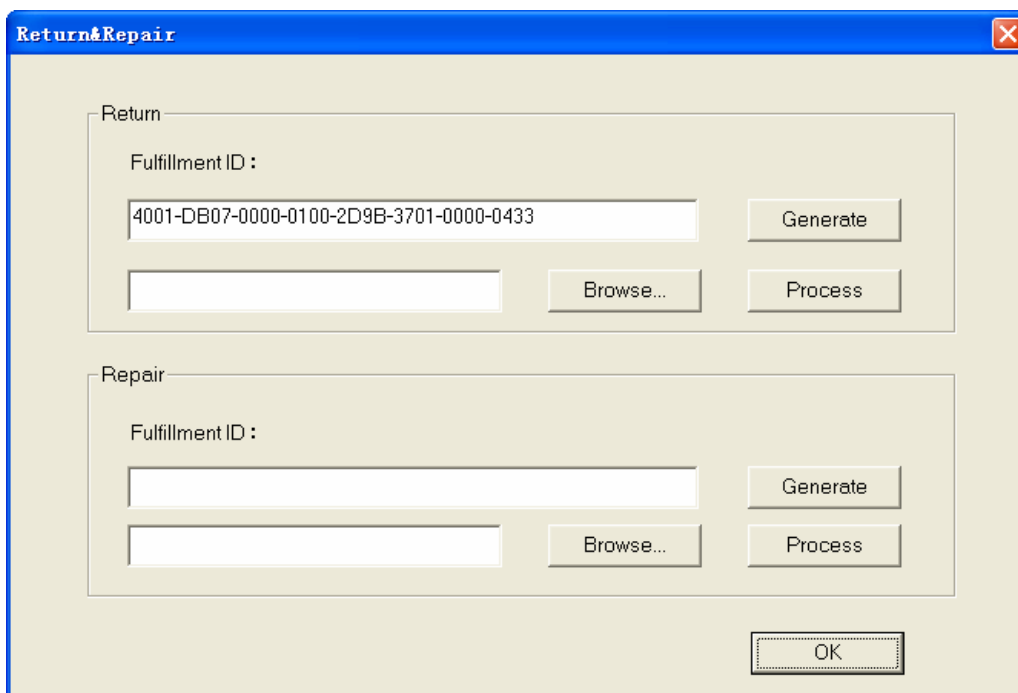 Return&Repair
Return
Fulfillment ID :
4001-DB07-0000-0100-2D9B-3701-0000-0433
Generate
Browse...
Process
Repair
Fulfillment ID :
Generate
Browse...
Process
OK